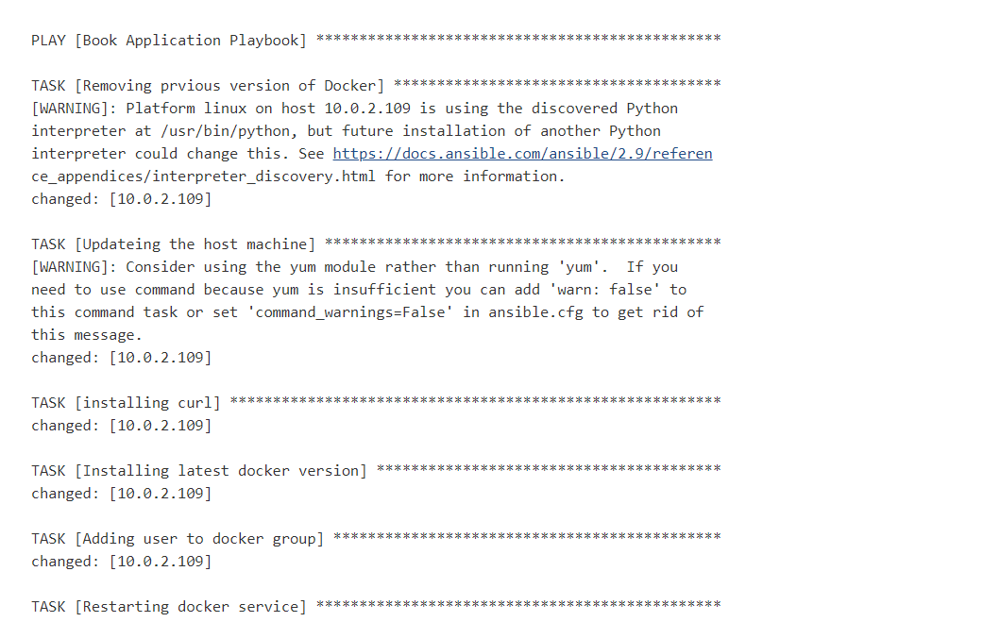 PLAY [Book Application Playbook] ***********************************************
TASK [Removing prvious version of Docker] **************************************
[WARNING]: Platform linux on host 10.0.2.109 is using the discovered Python
interpreter at /usr/bin/python, but future installation of another Python
interpreter could change this. See https://docs.ansible.com/ansible/2.9/referen
ce_appendices/interpreter_discovery.html for more information.
changed: [10.0.2.109]
TASK [Updateing the host machine] **********************************************
[WARNING]: Consider using the yum module rather than running 'yum'.  If you
need to use command because yum is insufficient you can add 'warn: false' to
this command task or set 'command_warnings=False' in ansible.cfg to get rid of
this message.
changed: [10.0.2.109]
TASK [installing curl] *********************************************************
changed: [10.0.2.109]
TASK [Installing latest docker version] ****************************************
changed: [10.0.2.109]
TASK [Adding user to docker group] *********************************************
changed: [10.0.2.109]
TASK [Restarting docker service] ***********************************************